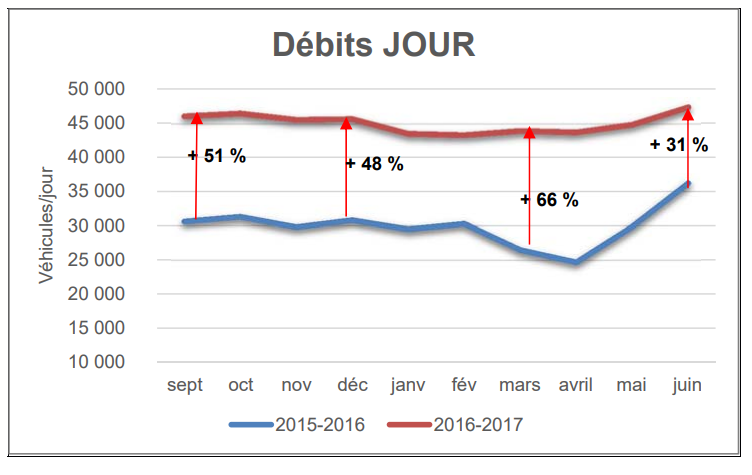 Débits JOUR
Véhicules/jour
50 000
45 000
40 000
35 000
30 000
25 000
20 000
15 000
10 000
+ 51 %
+ 48 %
+ 66 %
+ 31 %
sept oct nov déc janv fév mars avril mai juin
2015-2016 2016-2017